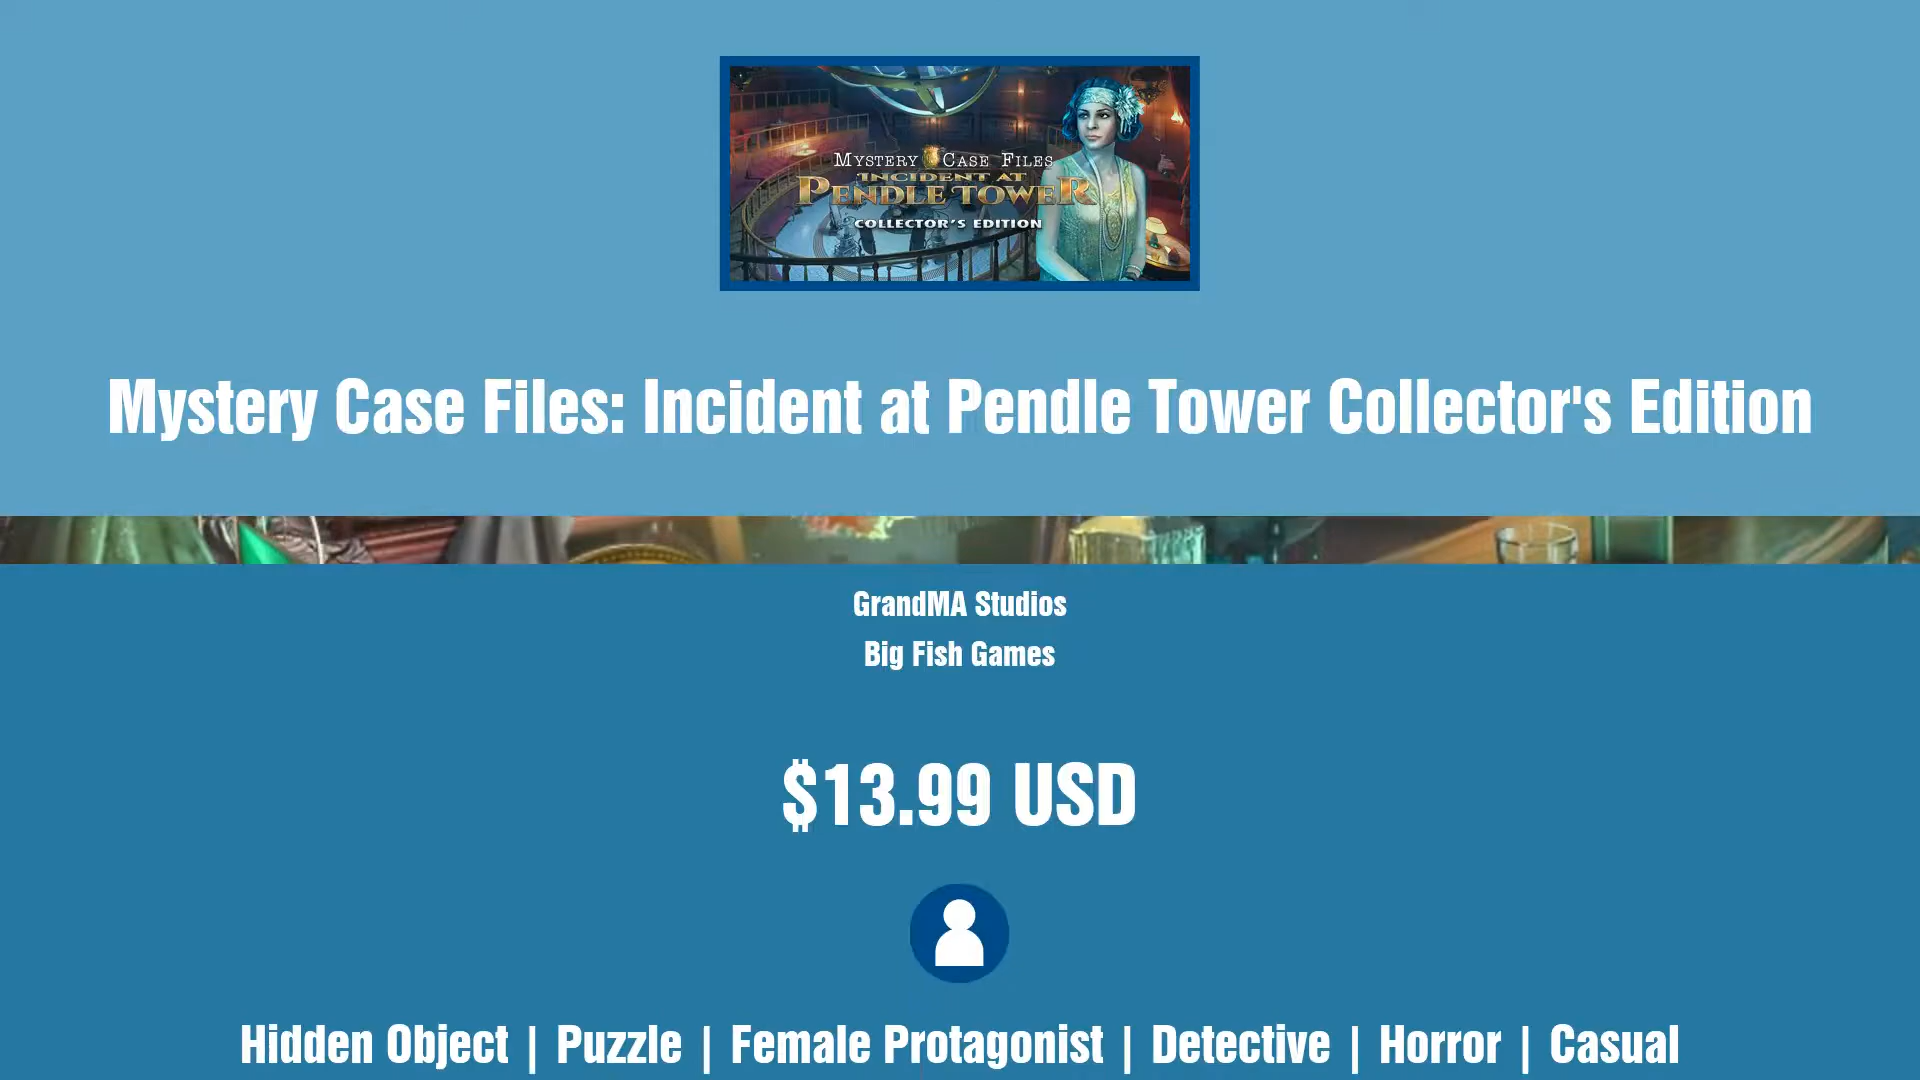 MYSTERY CASE FILES
INCIDENT AT
PENDLE TOWER
COLLECTOR'S EDITION
Mystery Case Files: Incident at Pendle Tower Collector's Edition
GrandMA Studios
Big Fish Games
$13.99 USD
Hidden Object | Puzzle | Female Protagonist | Detective | Horror | Casual